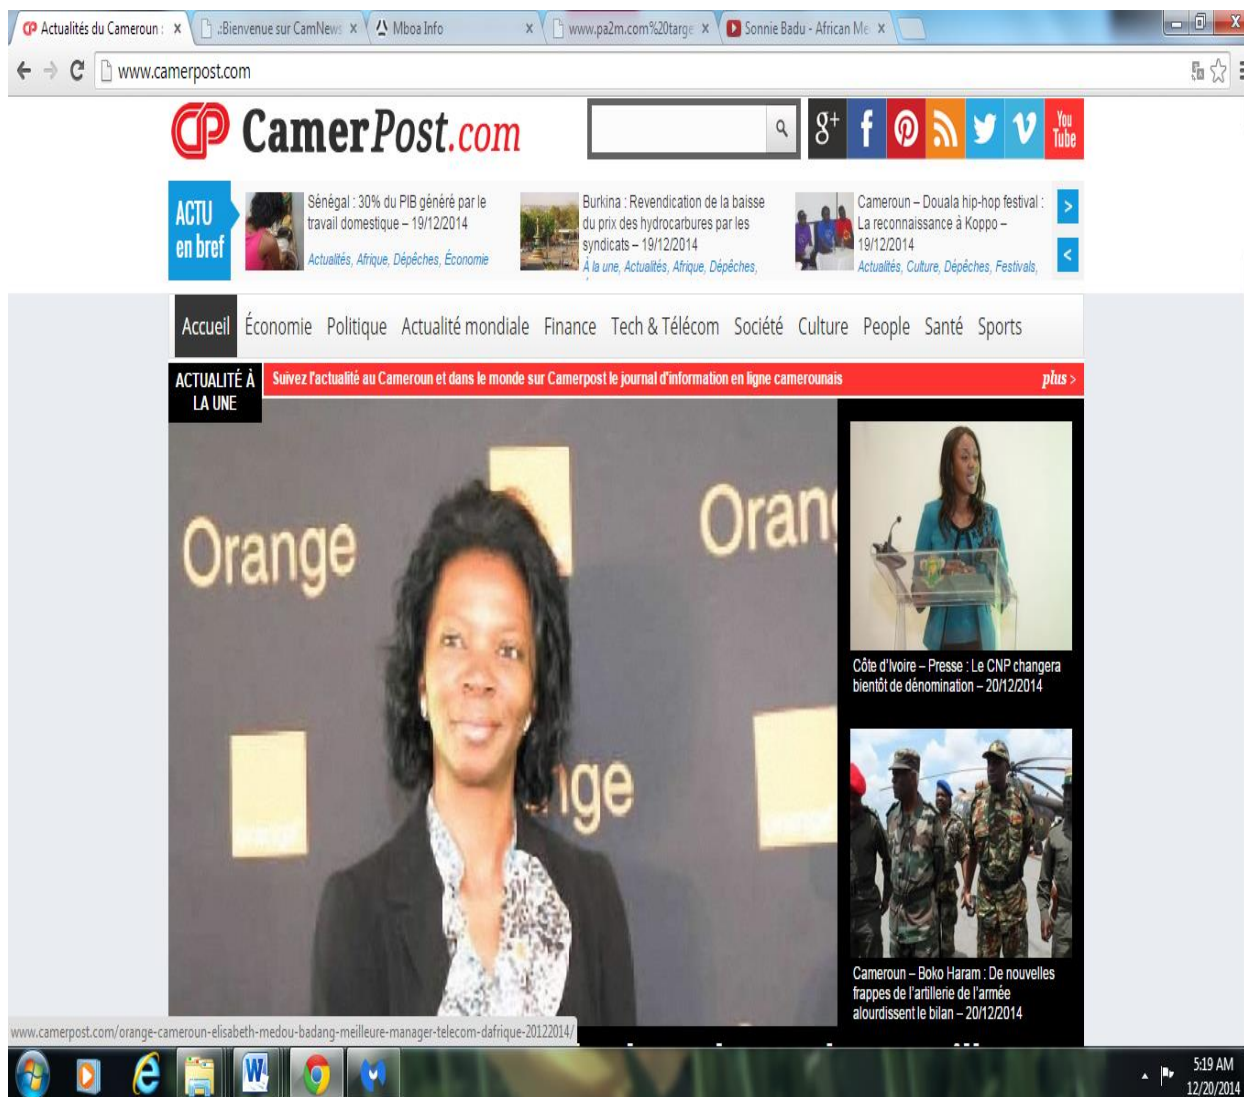 Actualités du Cameroun :
.:Bienvenue sur CamNews
Mboa Info
www.pa2m.com%20targe
Sonnie Badu - African Me
www.camerpost.com
CP CamerPost.com
g+ f You Tube
ACTU
en bref
Sénégal : 30% du PIB généré par le
travail domestique – 19/12/2014
Actualités, Afrique, Dépêches, Économie
Burkina : Revendication de la baisse
du prix des hydrocarbures par les
syndicats – 19/12/2014
À la une, Actualités, Afrique, Dépêches,
Cameroun – Douala hip-hop festival :
La reconnaissance à Koppo –
19/12/2014
Actualités, Culture, Dépêches, Festivals,
>
<
Accueil Économie Politique Actualité mondiale Finance Tech & Télécom Société Culture People Santé Sports
ACTUALITÉ À
LA UNE
Suivez l'actualité au Cameroun et dans le monde sur Camerpost le journal d'information en ligne camerounais
plus >
Orange
Oran
nge
Côte d'Ivoire – Presse : Le CNP changera
bientôt de dénomination – 20/12/2014
Cameroun – Boko Haram : De nouvelles
frappes de l'artillerie de l'armée
alourdissent le bilan – 20/12/2014
www.camerpost.com/orange-cameroun-elisabeth-medou-badang-meilleure-manager-telecom-dafrique-20122014/
5:19 AM
12/20/2014